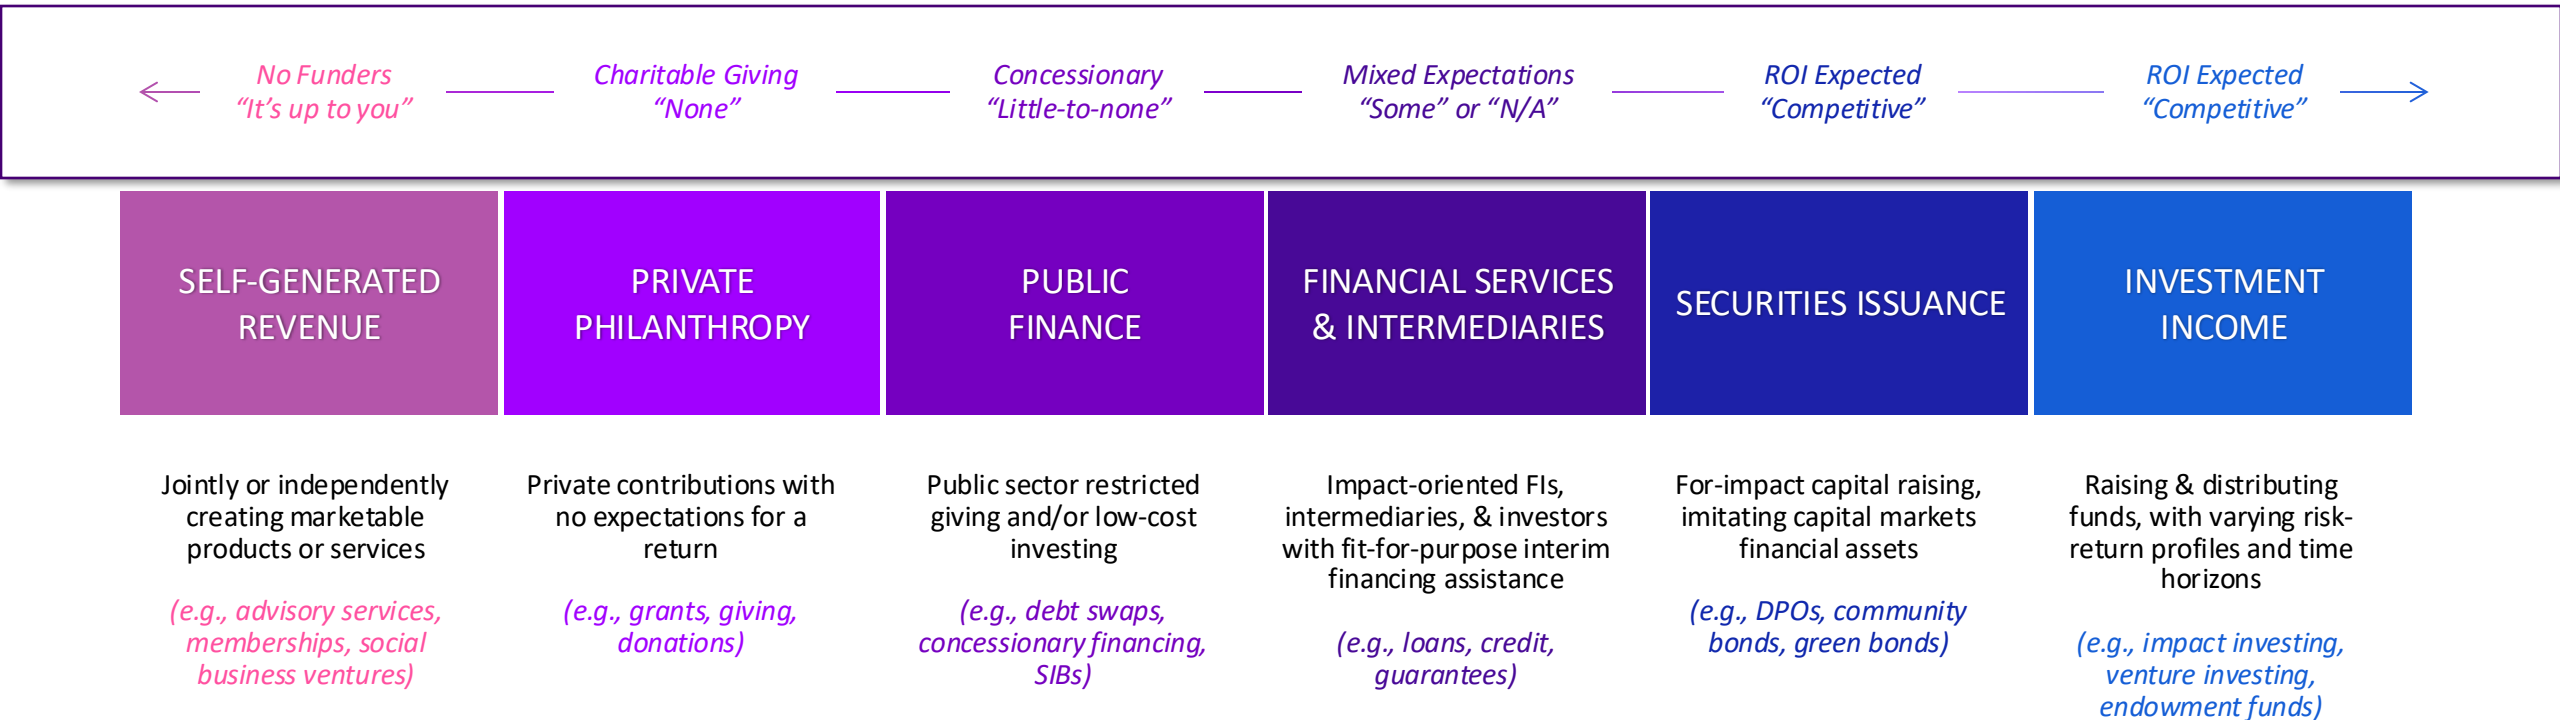 No Funders
“It’s up to you”
Charitable Giving
“None”
Concessionary
“Little-to-none”
Mixed Expectations
“Some” or “N/A”
ROI Expected
“Competitive”
ROI Expected
“Competitive”
SELF-GENERATED
REVENUE
PRIVATE
PHILANTHROPY
PUBLIC
FINANCE
FINANCIAL SERVICES
& INTERMEDIARIES
SECURITIES ISSUANCE
INVESTMENT
INCOME
Jointly or independently
creating marketable
products or services
(e.g., advisory services,
memberships, social
business ventures)
Private contributions with
no expectations for a
return
(e.g., grants, giving,
donations)
Public sector restricted
giving and/or low-cost
investing
(e.g., debt swaps,
concessionary financing,
SIBs)
Impact-oriented FIs,
intermediaries, & investors
with fit-for-purpose interim
financing assistance
(e.g., loans, credit,
guarantees)
For-impact capital raising,
imitating capital markets
financial assets
(e.g., DPOs, community
bonds, green bonds)
Raising & distributing
funds, with varying risk-
return profiles and time
horizons
(e.g., impact investing,
venture investing,
endowment funds)